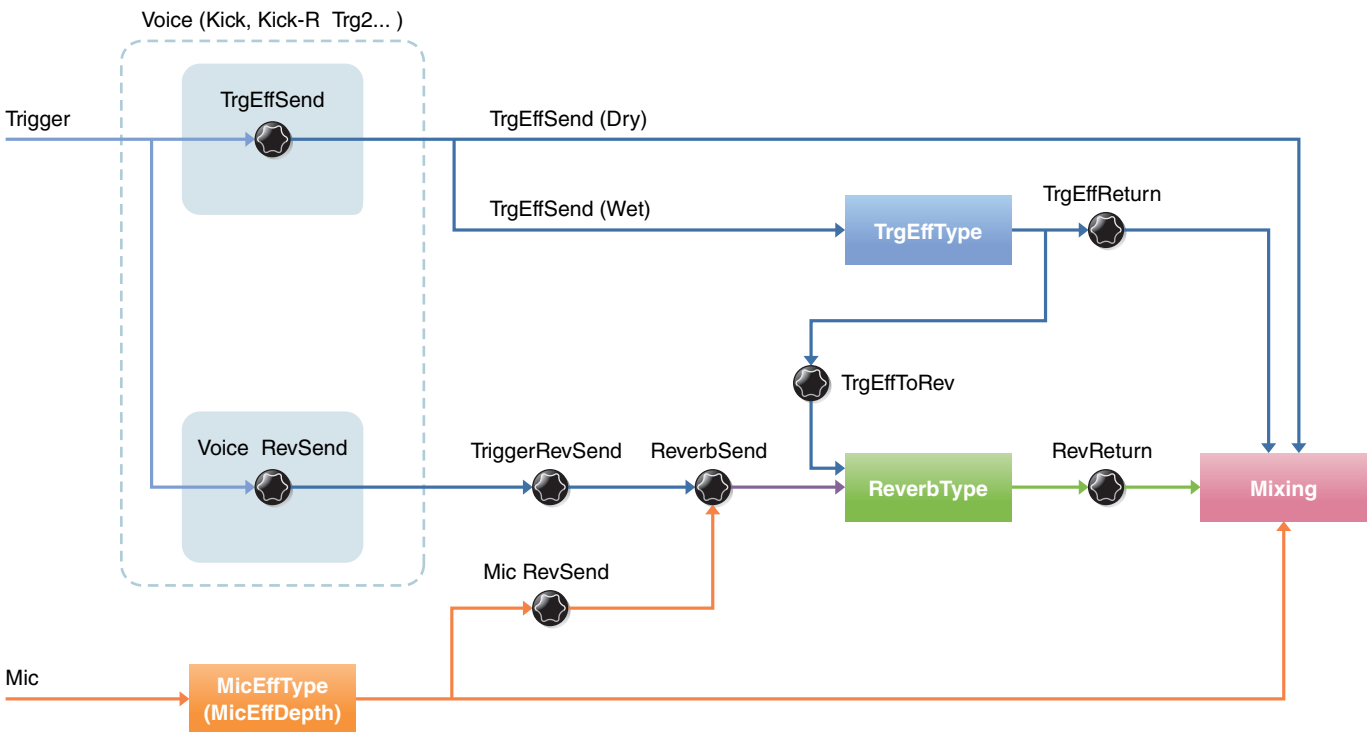 Voice (Kick, Kick-R  Trg2... )
TrgEffSend
Trigger
TrgEffSend (Dry)
TrgEffSend (Wet)
TrgEffType
TrgEffReturn
TrgEffToRev
Voice  RevSend
TriggerRevSend
ReverbSend
ReverbType
RevReturn
Mixing
Mic RevSend
Mic
MicEffType
(MicEffDepth)